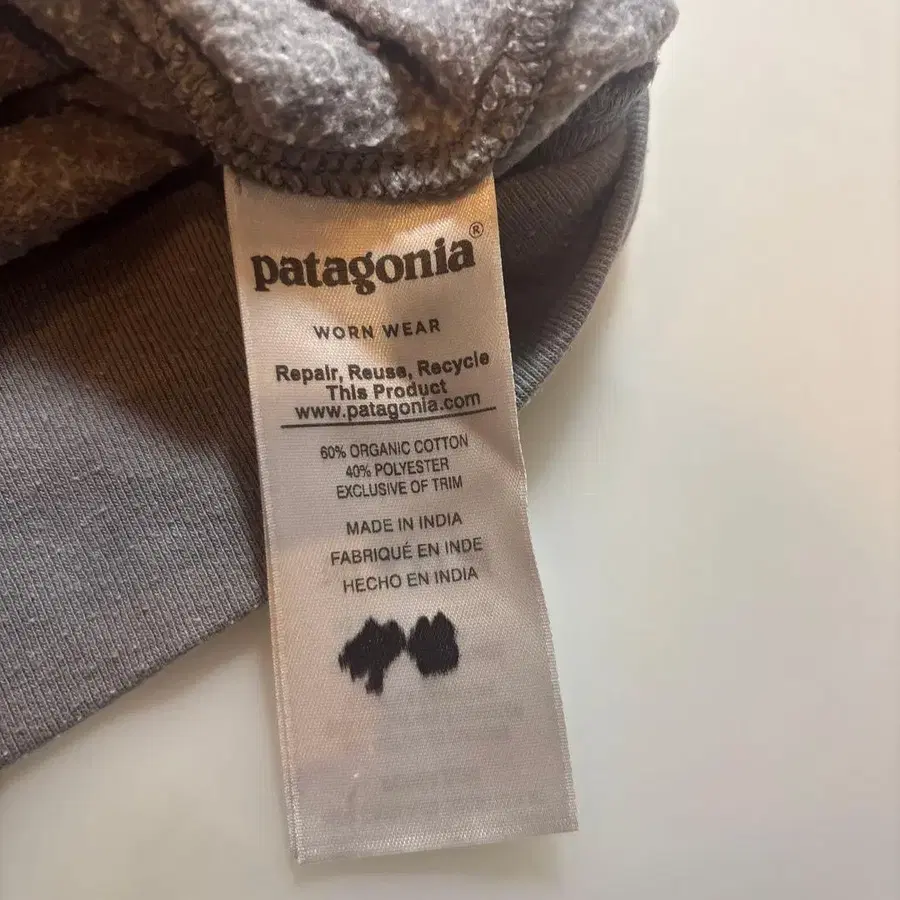 patagonia®
WORN WEAR
Repair, Reuse, Recycle
This Product
www.patagonia.com
60% ORGANIC COTTON
40% POLYESTER
EXCLUSIVE OF TRIM
MADE IN INDIA
FABRIQUÉ EN INDE
HECHO EN INDIA